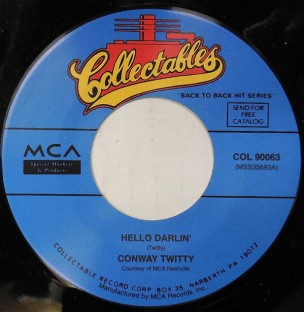 Collectables
"BACK TO BACK HIT SERIES"
SEND FOR
FREE
CATALOG
MCA
Special Markets
& Products
COL 90063
(MSS35693A)
HELLO DARLIN'
(Twitty)
CONWAY TWITTY
Courtesy of MCA Nashville
COLLECTABLE RECORD CORP. BOX 35, NARBERTH PA. 19072
Manufactured by MCA Records, Inc.